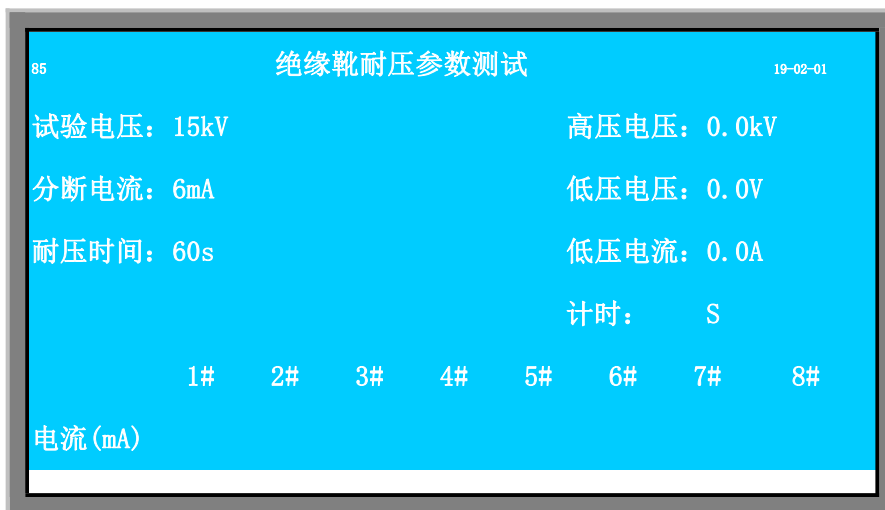 85 绝缘靴耐压参数测试 19-02-01
试验电压：15kV 高压电压：0.0kV
分断电流：6mA 低压电压：0.0V
耐压时间：60s 低压电流：0.0A
计时： S
1# 2# 3# 4# 5# 6# 7# 8#
电流(mA)